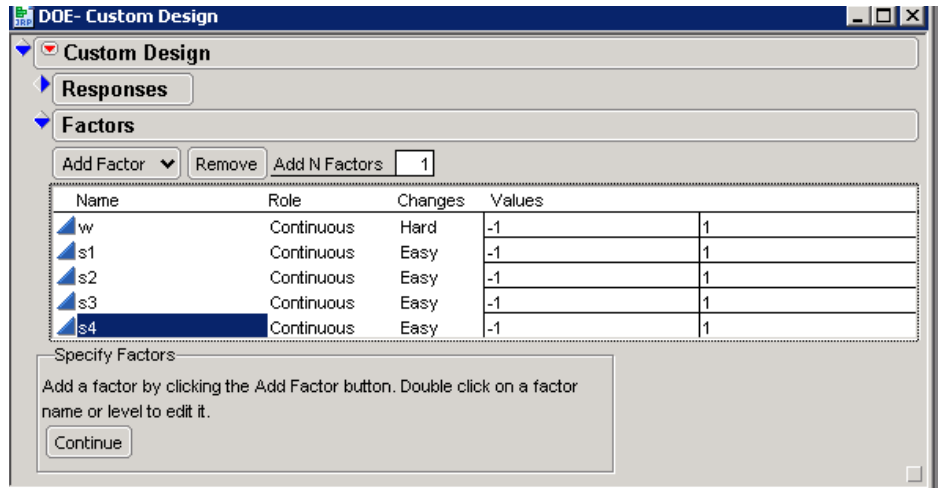 JRP DOE- Custom Design
Custom Design
Responses
Factors
Add Factor Remove Add N Factors 1
Name Role Changes Values
w Continuous Hard -1 1
s1 Continuous Easy -1 1
s2 Continuous Easy -1 1
s3 Continuous Easy -1 1
s4 Continuous Easy -1 1
Specify Factors
Add a factor by clicking the Add Factor button. Double click on a factor
name or level to edit it.
Continue